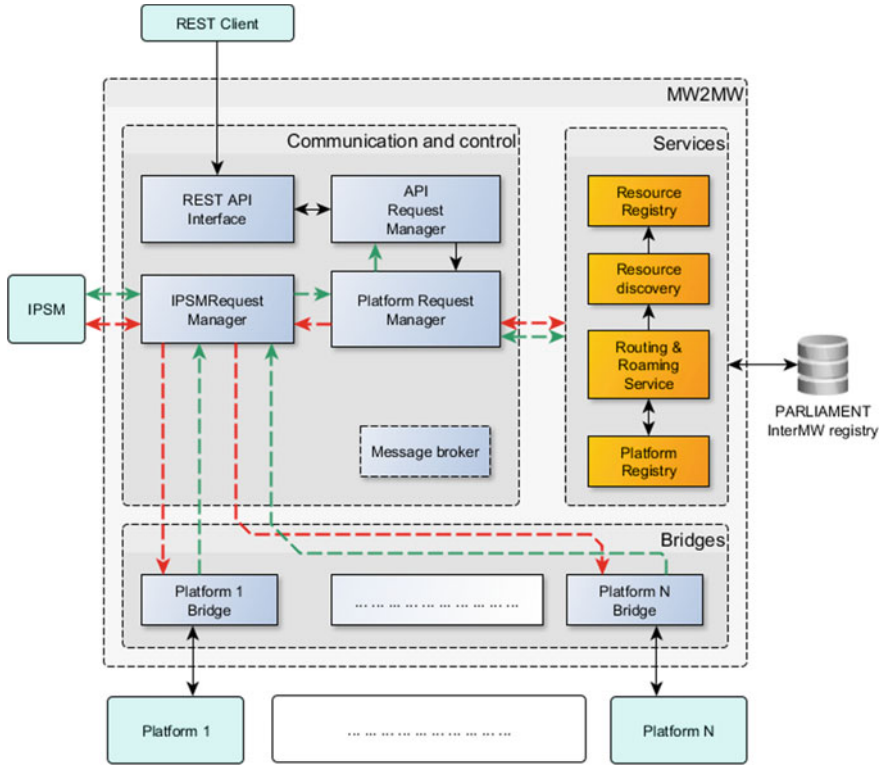 REST Client
MW2MW
Communication and control
Services
REST API
Interface
API
Request
Manager
Resource
Registry
Resource
discovery
IPSM
IPSMRequest
Manager
Platform Request
Manager
Routing &
Roaming
Service
PARLIAMENT
InterMW registry
Message broker
Platform
Registry
Bridges
Platform 1
Bridge
... ... ... ... ... ... ... ... ... ...
Platform N
Bridge
Platform 1
... ... ... ... ... ... ... ... ... ...
Platform N